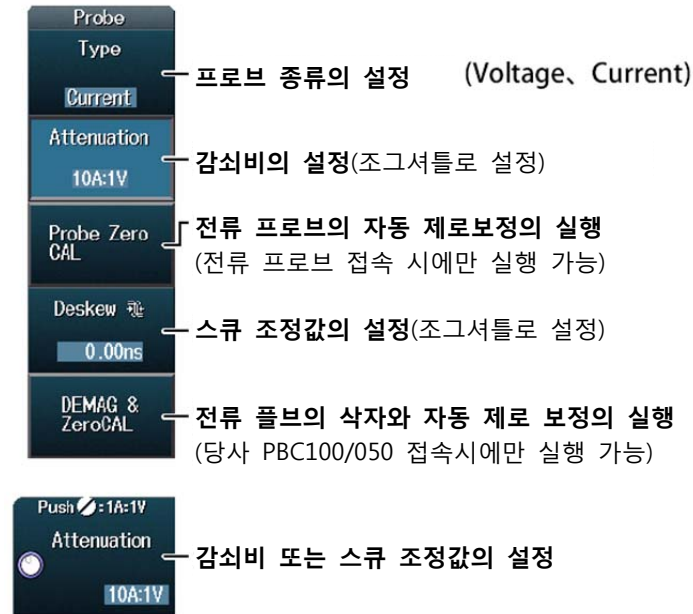 Probe
Type
Current
프로브 종류의 설정 (Voltage、Current)
Attenuation
10A:1V
감쇠비의 설정(조그셔틀로 설정)
Probe Zero
CAL
전류 프로브의 자동 제로보정의 실행
(전류 프로브 접속 시에만 실행 가능)
Deskew
0.00ns
스큐 조정값의 설정(조그셔틀로 설정)
DEMAG &
ZeroCAL
전류 플브의 삭자와 자동 제로 보정의 실행
(당사 PBC100/050 접속시에만 실행 가능)
Push :1A:1V
Attenuation
10A:1V
감쇠비 또는 스큐 조정값의 설정